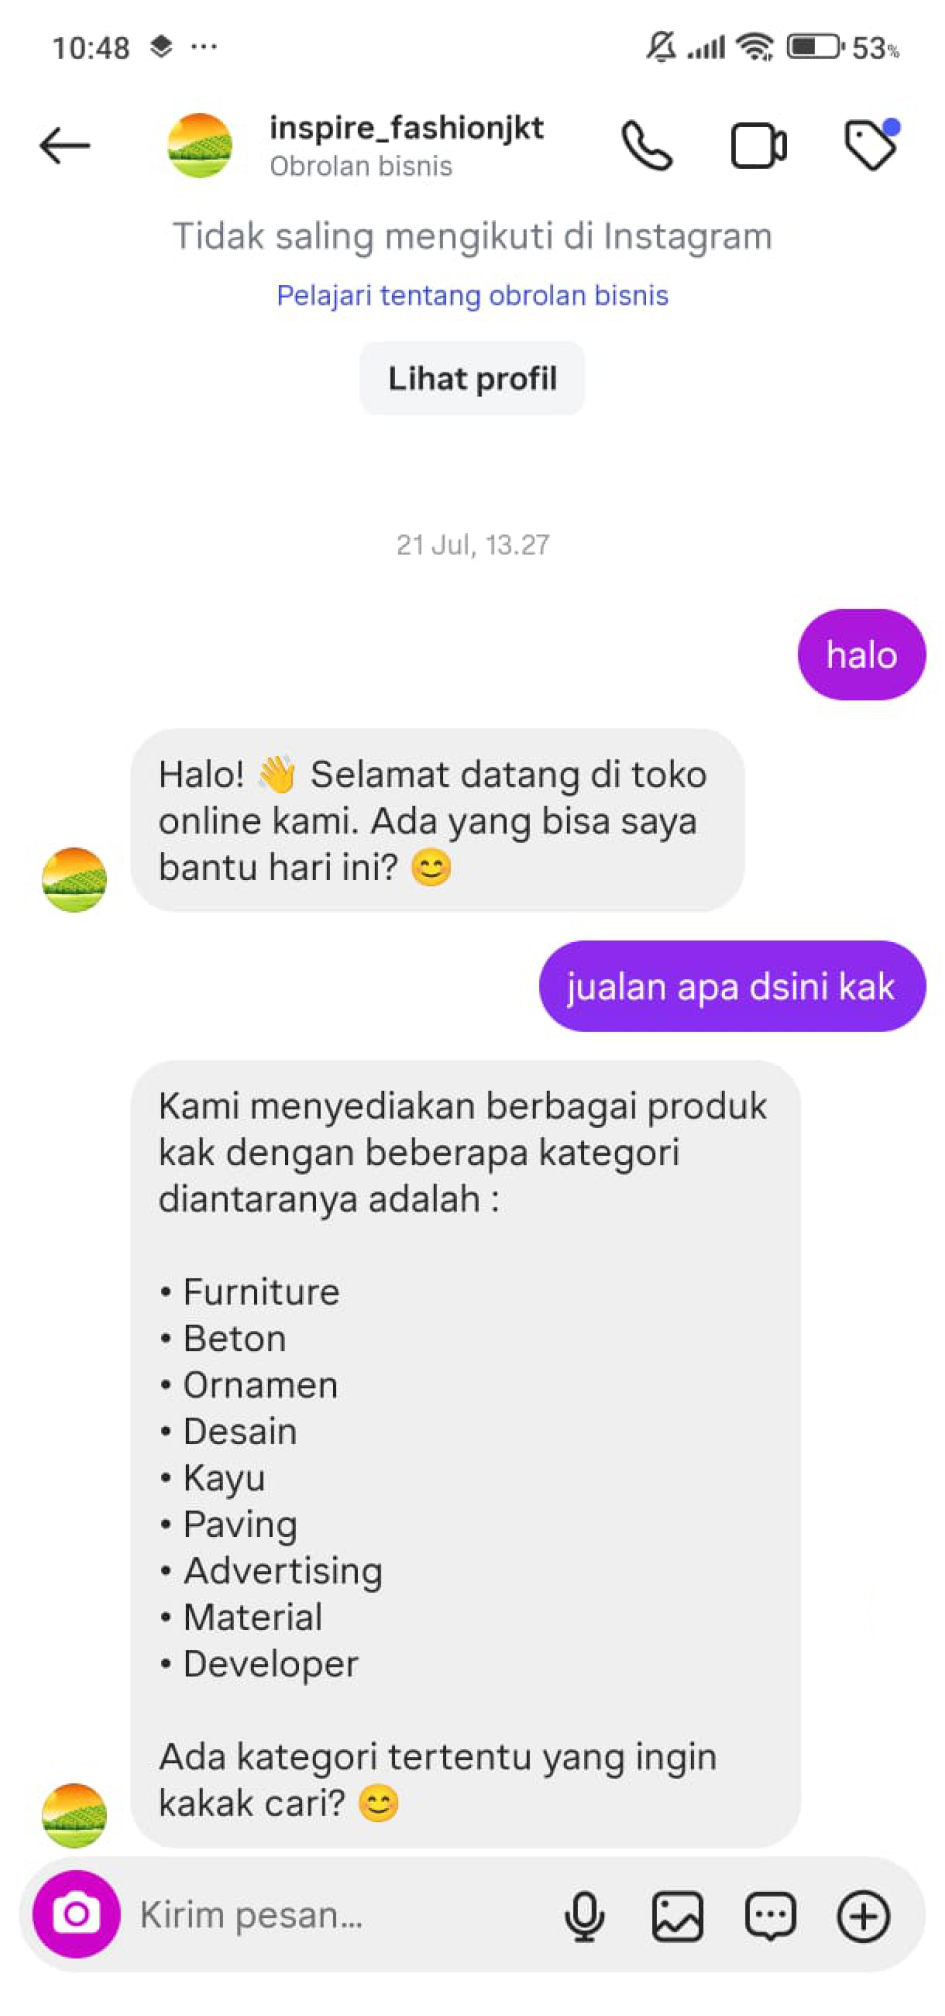 10:48
53%
inspire_fashionjkt
Obrolan bisnis
Tidak saling mengikuti di Instagram
Pelajari tentang obrolan bisnis
Lihat profil
21 Jul, 13.27
halo
Halo! 👋 Selamat datang di toko
online kami. Ada yang bisa saya
bantu hari ini? 😊
jualan apa dsini kak
Kami menyediakan berbagai produk
kak dengan beberapa kategori
diantaranya adalah :
• Furniture
• Beton
• Ornamen
• Desain
• Kayu
• Paving
• Advertising
• Material
• Developer
Ada kategori tertentu yang ingin
kakak cari? 😊
Kirim pesan...